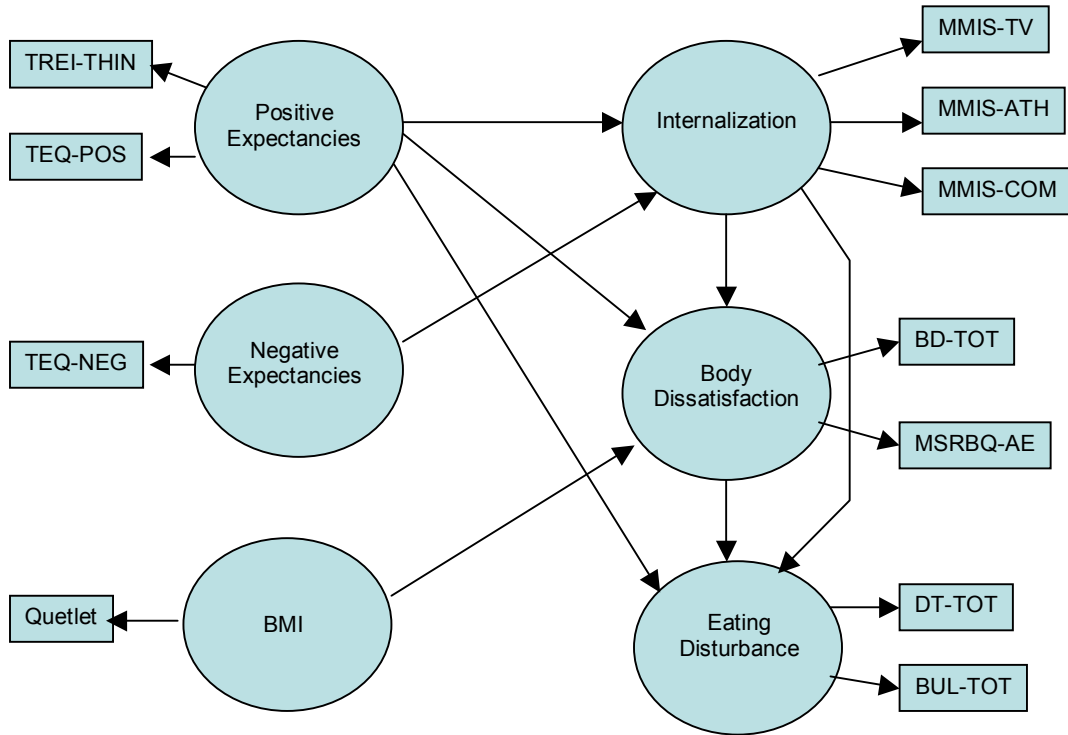 TREI-THIN
TEQ-POS
Positive
Expectancies
Internalization
MMIS-TV
MMIS-ATH
MMIS-COM
TEQ-NEG
Negative
Expectancies
Body
Dissatisfaction
BD-TOT
MSRBQ-AE
Quetlet
BMI
Eating
Disturbance
DT-TOT
BUL-TOT